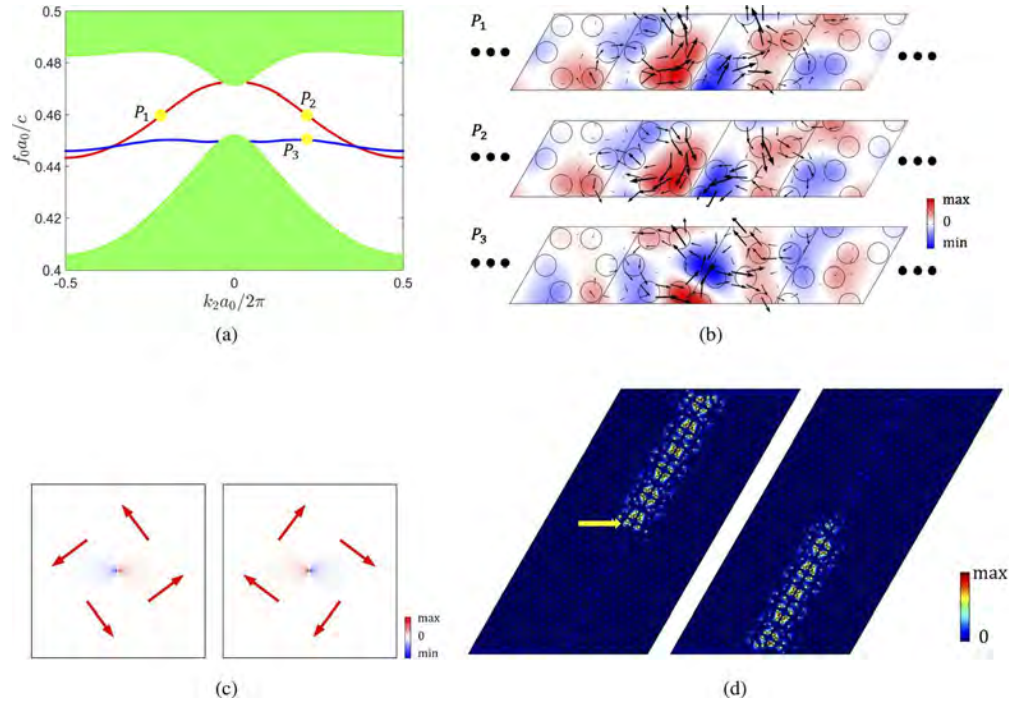 0.5
0.48
0.46
0.44
0.42
0.4
f₀a₀/c
P₁
P₂
P₃
-0.5
0
0.5
k₂a₀/2π
(a)
P₁
P₂
P₃
max
0
min
(b)
max
0
min
(c)
max
0
(d)